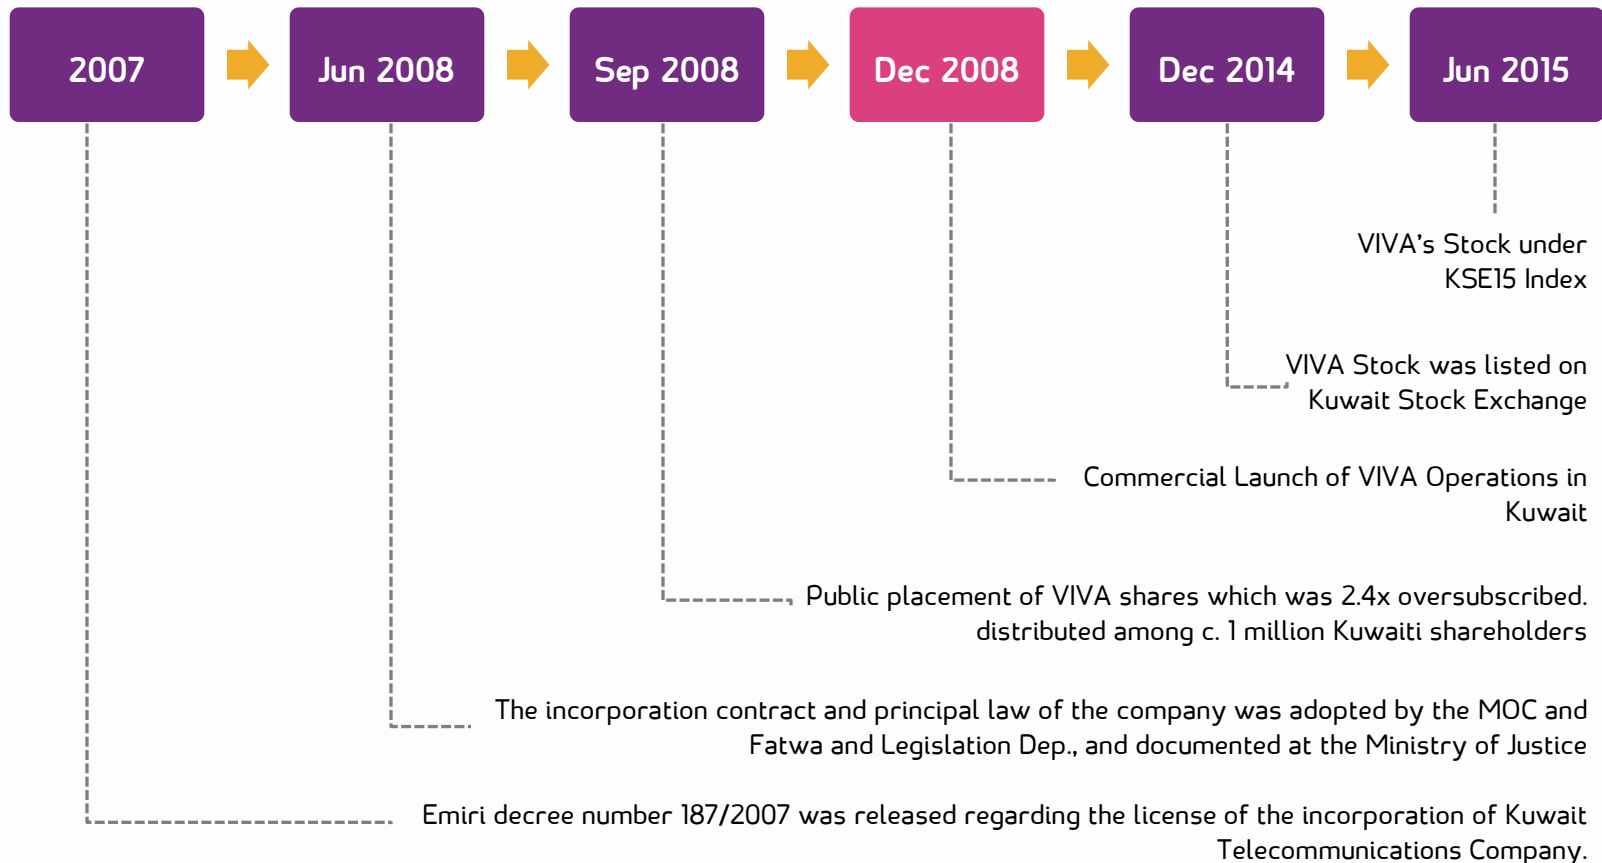 2007
Jun 2008
Sep 2008
Dec 2008
Dec 2014
Jun 2015
VIVA's Stock under
KSE15 Index
VIVA Stock was listed on
Kuwait Stock Exchange
Commercial Launch of VIVA Operations in
Kuwait
Public placement of VIVA shares which was 2.4x oversubscribed.
distributed among c. 1 million Kuwaiti shareholders
The incorporation contract and principal law of the company was adopted by the MOC and
Fatwa and Legislation Dep., and documented at the Ministry of Justice
Emiri decree number 187/2007 was released regarding the license of the incorporation of Kuwait
Telecommunications Company.